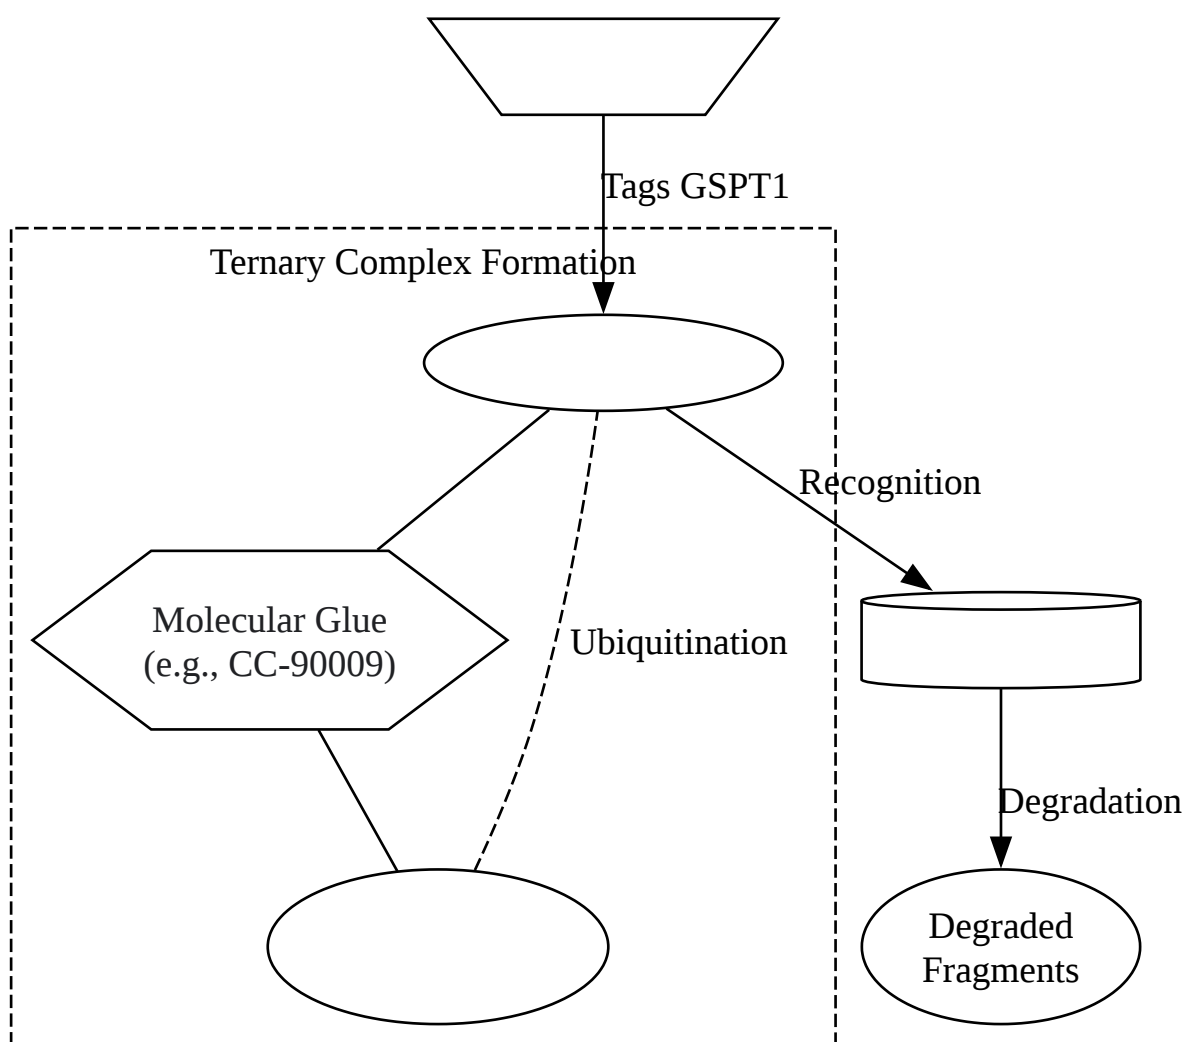 Tags GSPT1
Ternary Complex Formation
Recognition
Molecular Glue
(e.g., CC-90009)
Ubiquitination
Degradation
Degraded
Fragments